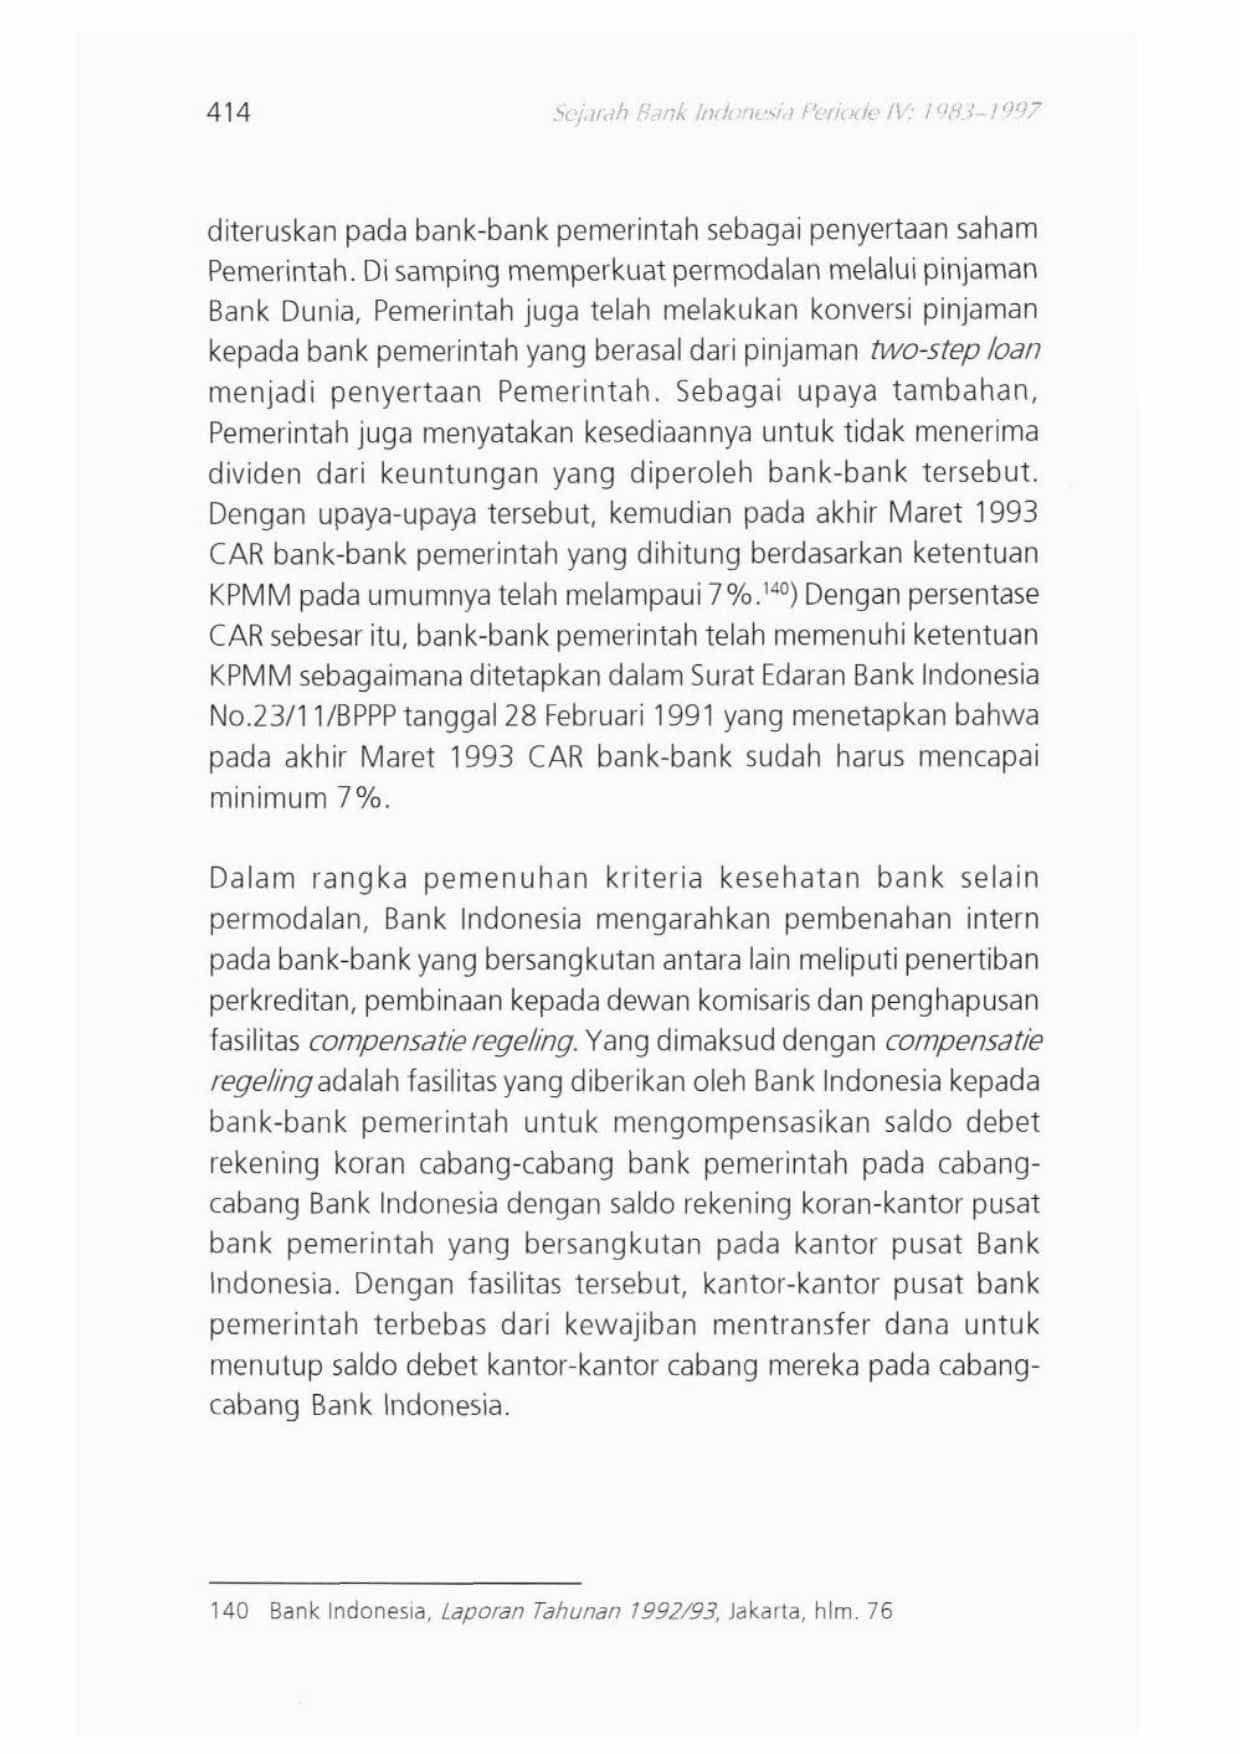 414
Sejarah Bank Indonesia Periode IV: 1983–1997
diteruskan pada bank-bank pemerintah sebagai penyertaan saham
Pemerintah. Di samping memperkuat permodalan melalui pinjaman
Bank Dunia, Pemerintah juga telah melakukan konversi pinjaman
kepada bank pemerintah yang berasal dari pinjaman two-step loan
menjadi penyertaan Pemerintah. Sebagai upaya tambahan,
Pemerintah juga menyatakan kesediaannya untuk tidak menerima
dividen dari keuntungan yang diperoleh bank-bank tersebut.
Dengan upaya-upaya tersebut, kemudian pada akhir Maret 1993
CAR bank-bank pemerintah yang dihitung berdasarkan ketentuan
KPMM pada umumnya telah melampaui 7%.¹⁴⁰) Dengan persentase
CAR sebesar itu, bank-bank pemerintah telah memenuhi ketentuan
KPMM sebagaimana ditetapkan dalam Surat Edaran Bank Indonesia
No.23/11/BPPP tanggal 28 Februari 1991 yang menetapkan bahwa
pada akhir Maret 1993 CAR bank-bank sudah harus mencapai
minimum 7%.
Dalam rangka pemenuhan kriteria kesehatan bank selain
permodalan, Bank Indonesia mengarahkan pembenahan intern
pada bank-bank yang bersangkutan antara lain meliputi penertiban
perkreditan, pembinaan kepada dewan komisaris dan penghapusan
fasilitas compensatie regeling. Yang dimaksud dengan compensatie
regeling adalah fasilitas yang diberikan oleh Bank Indonesia kepada
bank-bank pemerintah untuk mengompensasikan saldo debet
rekening koran cabang-cabang bank pemerintah pada cabang-
cabang Bank Indonesia dengan saldo rekening koran-kantor pusat
bank pemerintah yang bersangkutan pada kantor pusat Bank
Indonesia. Dengan fasilitas tersebut, kantor-kantor pusat bank
pemerintah terbebas dari kewajiban mentransfer dana untuk
menutup saldo debet kantor-kantor cabang mereka pada cabang-
cabang Bank Indonesia.
140 Bank Indonesia, Laporan Tahunan 1992/93, Jakarta, hlm. 76